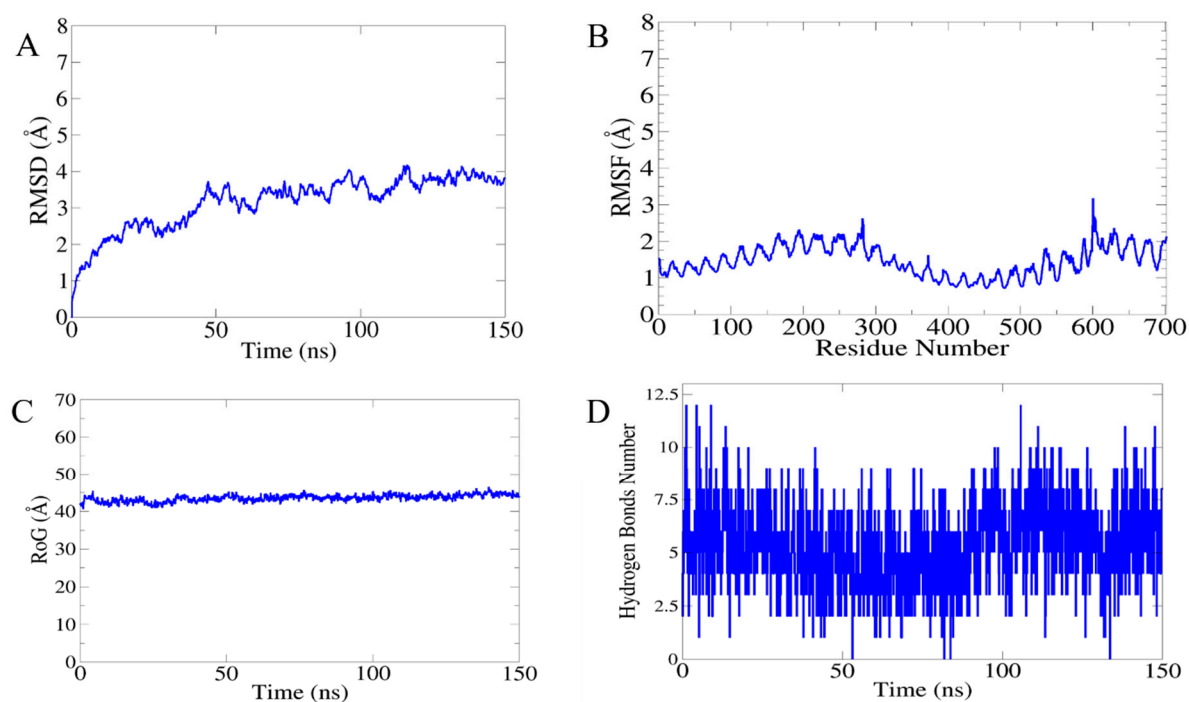 A
RMSD (Å)
8
7
6
5
4
3
2
1
0
0 50 100 150
Time (ns)
B
RMSF (Å)
8
7
6
5
4
3
2
1
0
0 100 200 300 400 500 600 700
Residue Number
C
RoG (Å)
70
60
50
40
30
20
10
0
0 50 100 150
Time (ns)
D
Hydrogen Bonds Number
12.5
10
7.5
5
2.5
0
0 50 100 150
Time (ns)